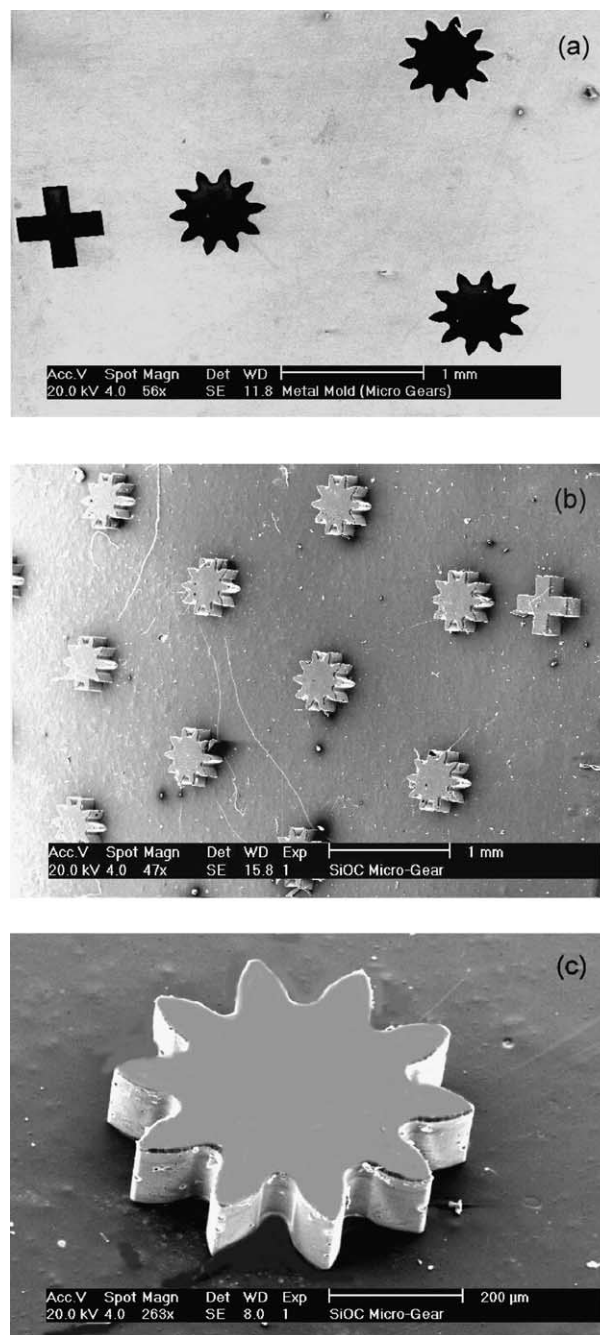 (a)
Acc.V Spot Magn Det WD 1 mm
20.0 kV 4.0 56x SE 11.8 Metal Mold (Micro Gears)
(b)
Acc.V Spot Magn Det WD Exp 1 mm
20.0 kV 4.0 47x SE 15.8 1 SiOC Micro-Gear
(c)
Acc.V Spot Magn Det WD Exp 200 µm
20.0 kV 4.0 263x SE 8.0 1 SiOC Micro-Gear